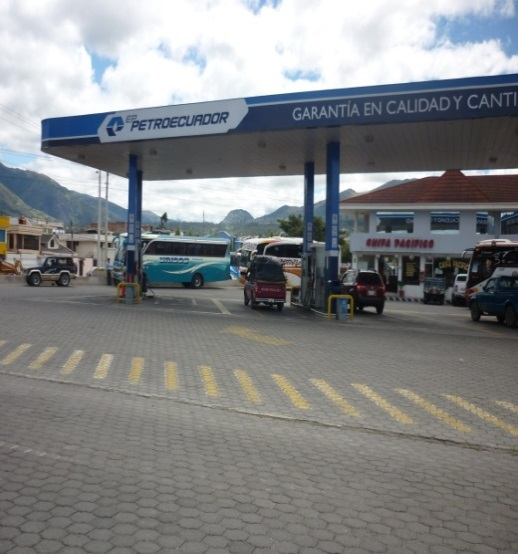 EP PETROECUADOR
GARANTÍA EN CALIDAD Y CANTI
CHIFA PACIFICO